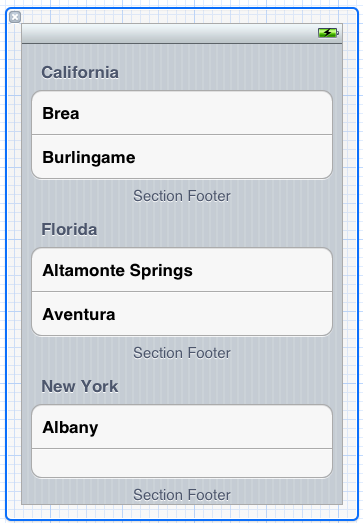 California
Brea
Burlingame
Section Footer
Florida
Altamonte Springs
Aventura
Section Footer
New York
Albany
Section Footer